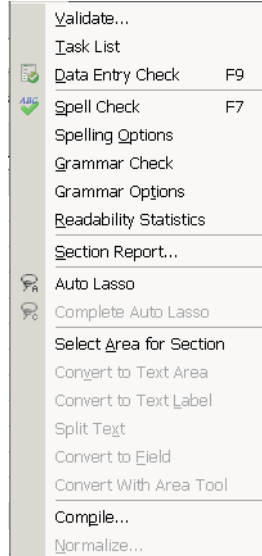 Validate...
Task List
Data Entry Check F9
ABC Spell Check F7
Spelling Options
Grammar Check
Grammar Options
Readability Statistics
Section Report...
A Auto Lasso
C Complete Auto Lasso
Select Area for Section
Convert to Text Area
Convert to Text Label
Split Text
Convert to Field
Convert With Area Tool
Compile...
Normalize...